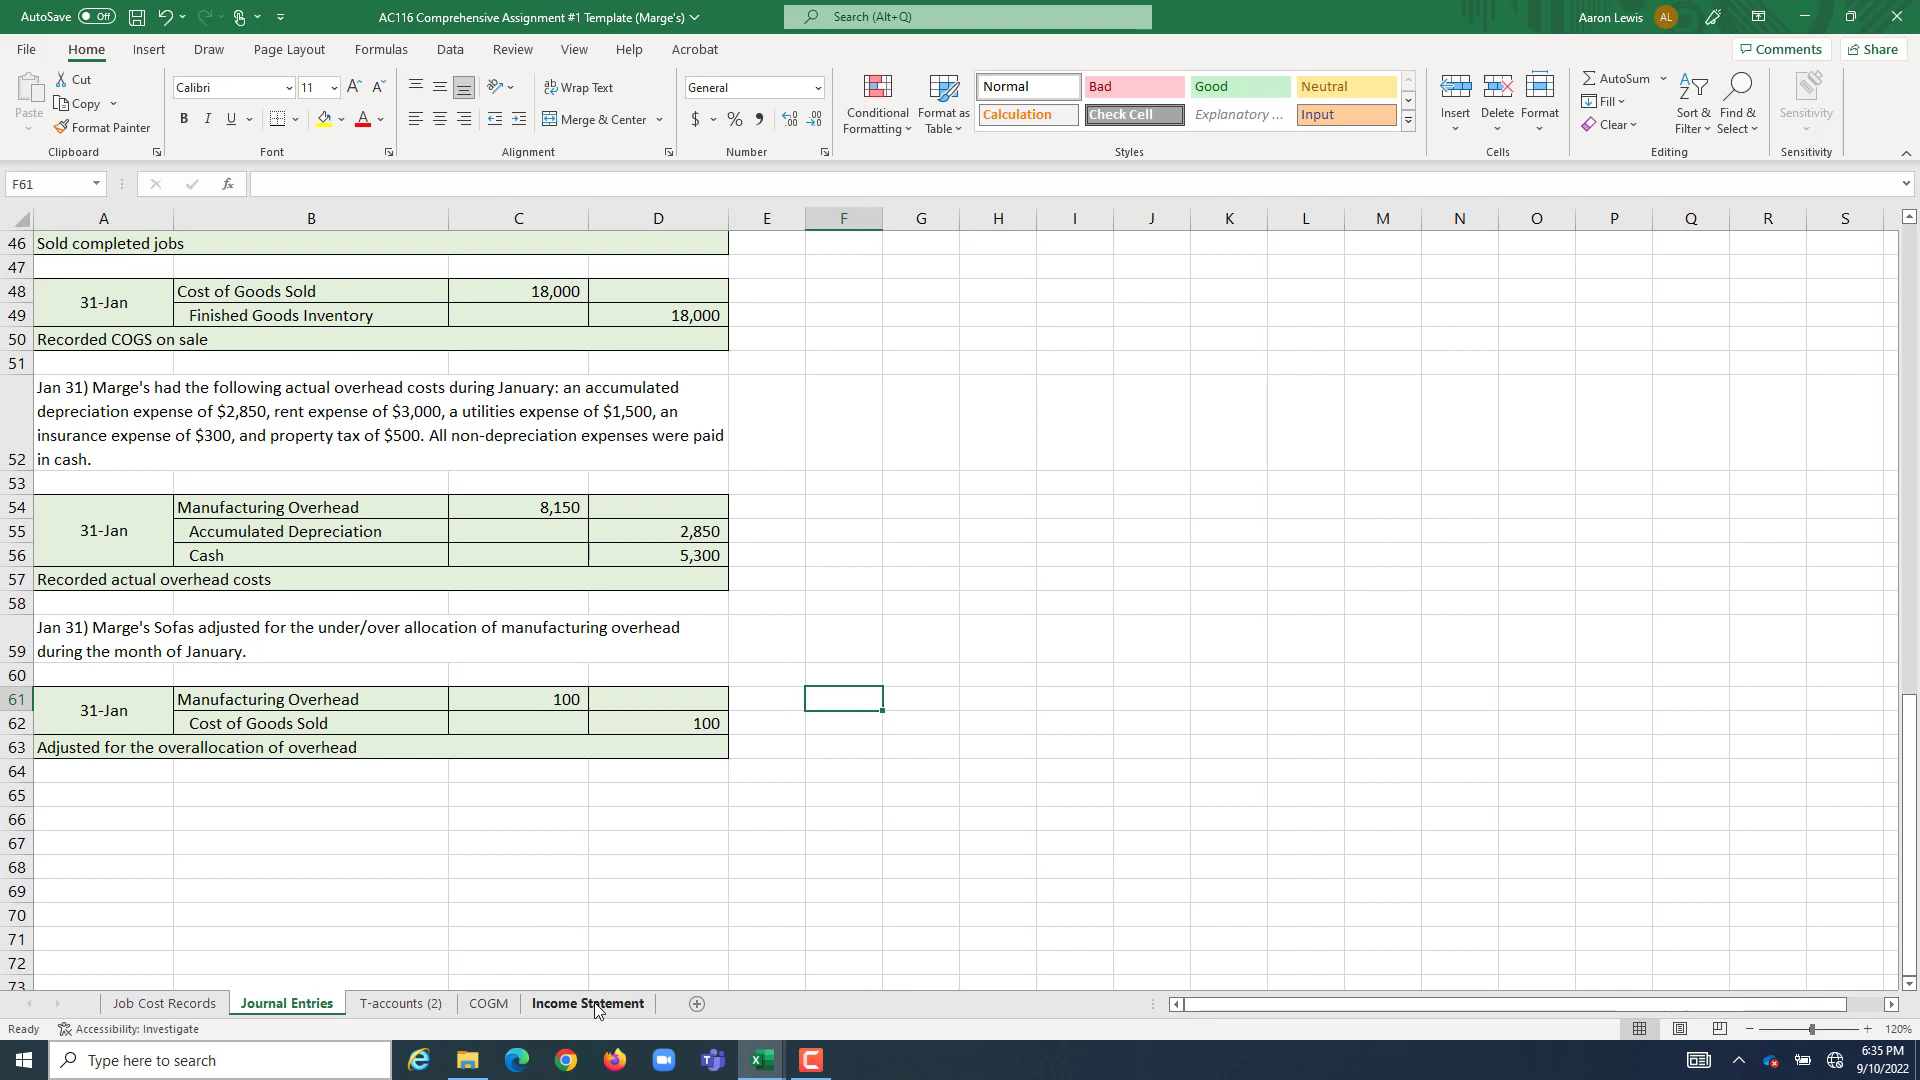 AutoSave Off
AC116 Comprehensive Assignment #1 Template (Marge's)
Search (Alt+Q)
Aaron Lewis AL
File Home Insert Draw Page Layout Formulas Data Review View Help Acrobat
Comments Share
Paste
Cut
Copy
Format Painter
Clipboard
Calibri 11
B I U
Font
Wrap Text
Merge & Center
Alignment
General
$ % 9
Number
Conditional Formatting
Format as Table
Normal Bad Good Neutral
Calculation Check Cell Explanatory ... Input
Styles
Insert Delete Format
Cells
AutoSum
Fill
Clear
Sort & Filter
Find & Select
Editing
Sensitivity
Sensitivity
F61 fx
A B C D E F G H I J K L M N O P Q R S
46 Sold completed jobs
47
48 31-Jan Cost of Goods Sold 18,000
49 Finished Goods Inventory 18,000
50 Recorded COGS on sale
51
Jan 31) Marge's had the following actual overhead costs during January: an accumulated
depreciation expense of $2,850, rent expense of $3,000, a utilities expense of $1,500, an
insurance expense of $300, and property tax of $500. All non-depreciation expenses were paid
52 in cash.
53
54 31-Jan Manufacturing Overhead 8,150
55 Accumulated Depreciation 2,850
56 Cash 5,300
57 Recorded actual overhead costs
58
Jan 31) Marge's Sofas adjusted for the under/over allocation of manufacturing overhead
59 during the month of January.
60
61 31-Jan Manufacturing Overhead 100
62 Cost of Goods Sold 100
63 Adjusted for the overallocation of overhead
64
65
66
67
68
69
70
71
72
73
Job Cost Records Journal Entries T-accounts (2) COGM Income Statement
Ready Accessibility: Investigate 120%
Type here to search
6:35 PM
9/10/2022